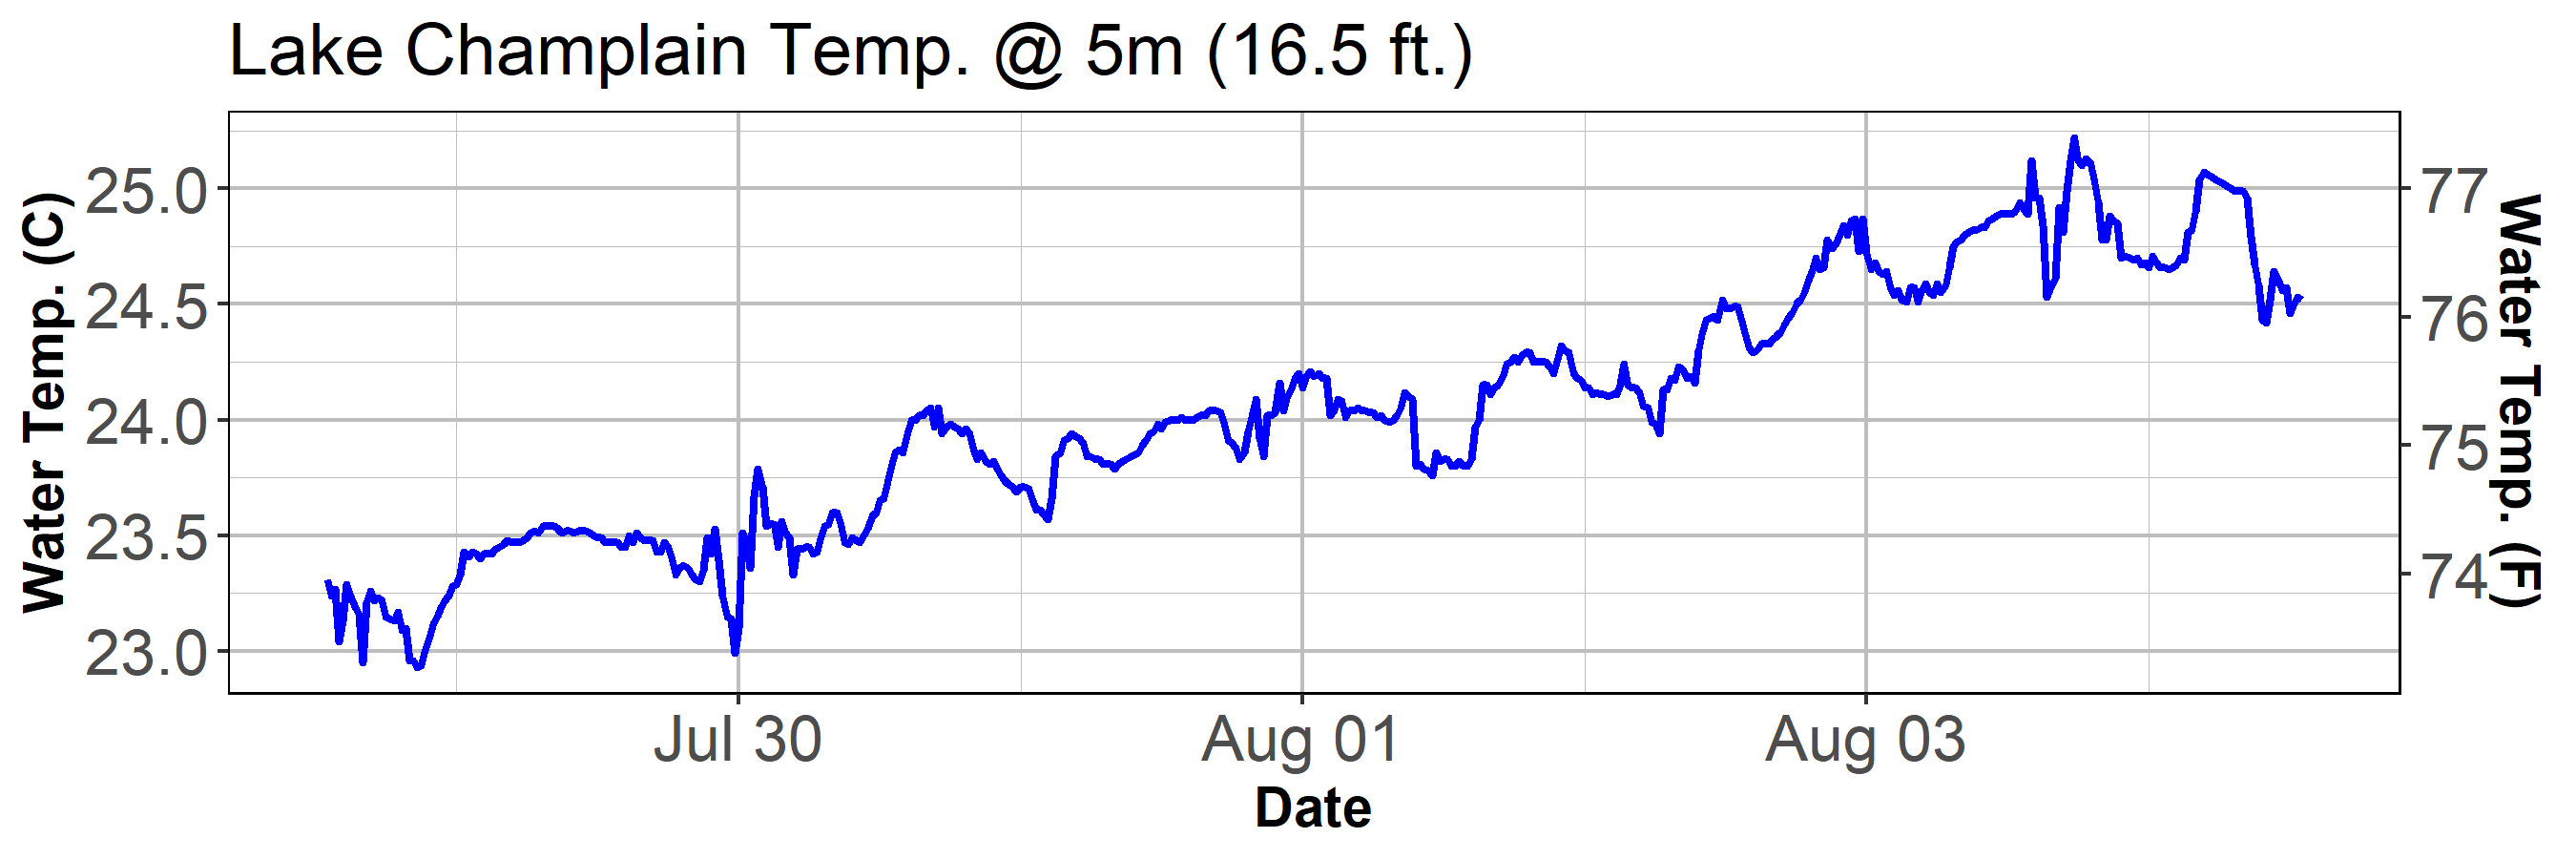 Lake Champlain Temp. @ 5m (16.5 ft.)
Water Temp. (C)
25.0
24.5
24.0
23.5
23.0
77
76
75
74
Water Temp. (F)
Jul 30
Aug 01
Aug 03
Date